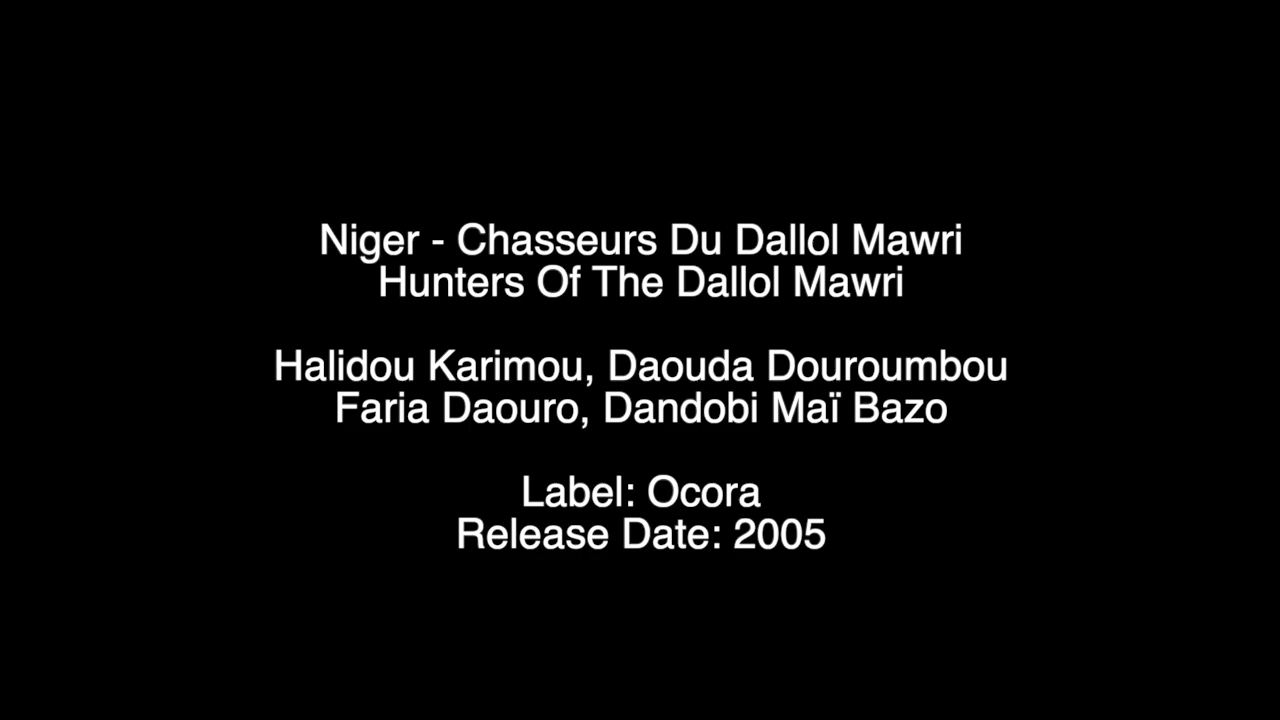 Niger - Chasseurs Du Dallol Mawri
Hunters Of The Dallol Mawri
Halidou Karimou, Daouda Douroumbou
Faria Daouro, Dandobi Maï Bazo
Label: Ocora
Release Date: 2005